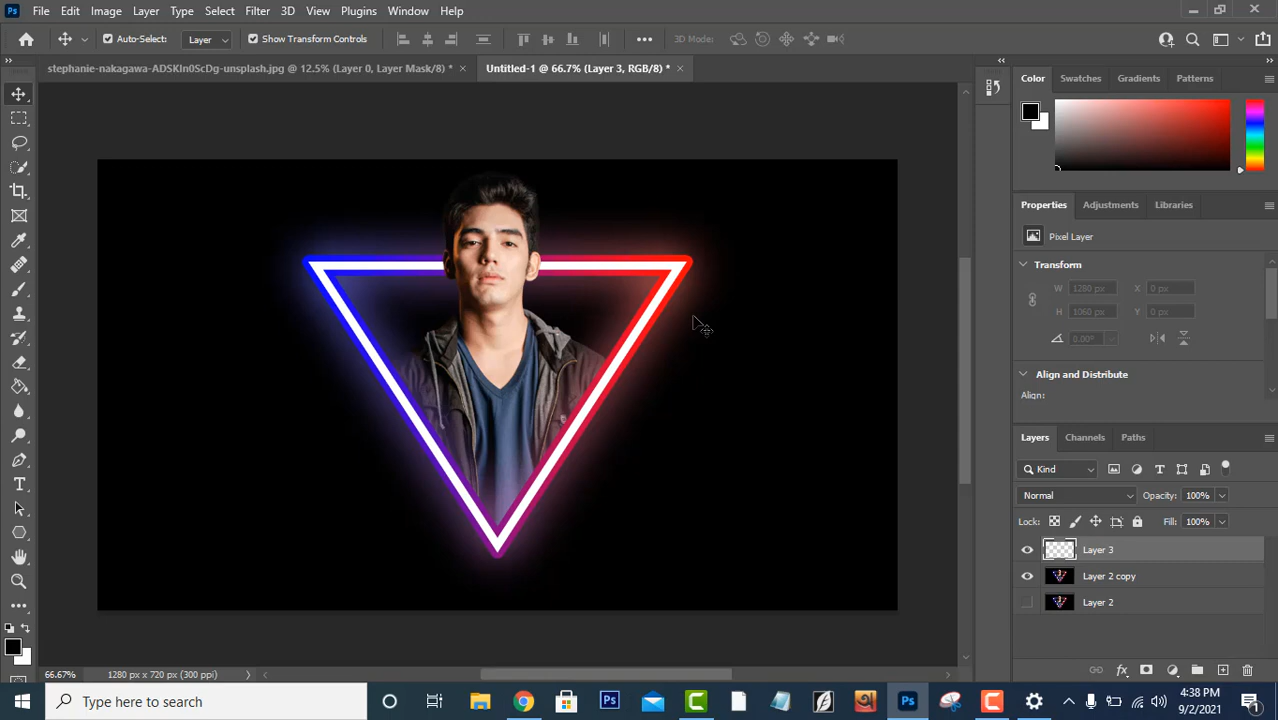 Ps File Edit Image Layer Type Select Filter 3D View Plugins Window Help
Auto-Select: Layer Show Transform Controls 3D Mode:
stephanie-nakagawa-ADSKIn0ScDg-unsplash.jpg @ 12.5% (Layer 0, Layer Mask/8) * Untitled-1 @ 66.7% (Layer 3, RGB/8) *
Color Swatches Gradients Patterns
Properties Adjustments Libraries
Pixel Layer
Transform
W 1280 px X 0 px
H 1060 px Y 0 px
0.00°
Align and Distribute
Align:
Layers Channels Paths
Kind
Normal Opacity: 100%
Lock: Fill: 100%
Layer 3
Layer 2 copy
Layer 2
66.67% 1280 px x 720 px (300 ppi)
Type here to search
Ps
Ps
4:38 PM
9/2/2021
1